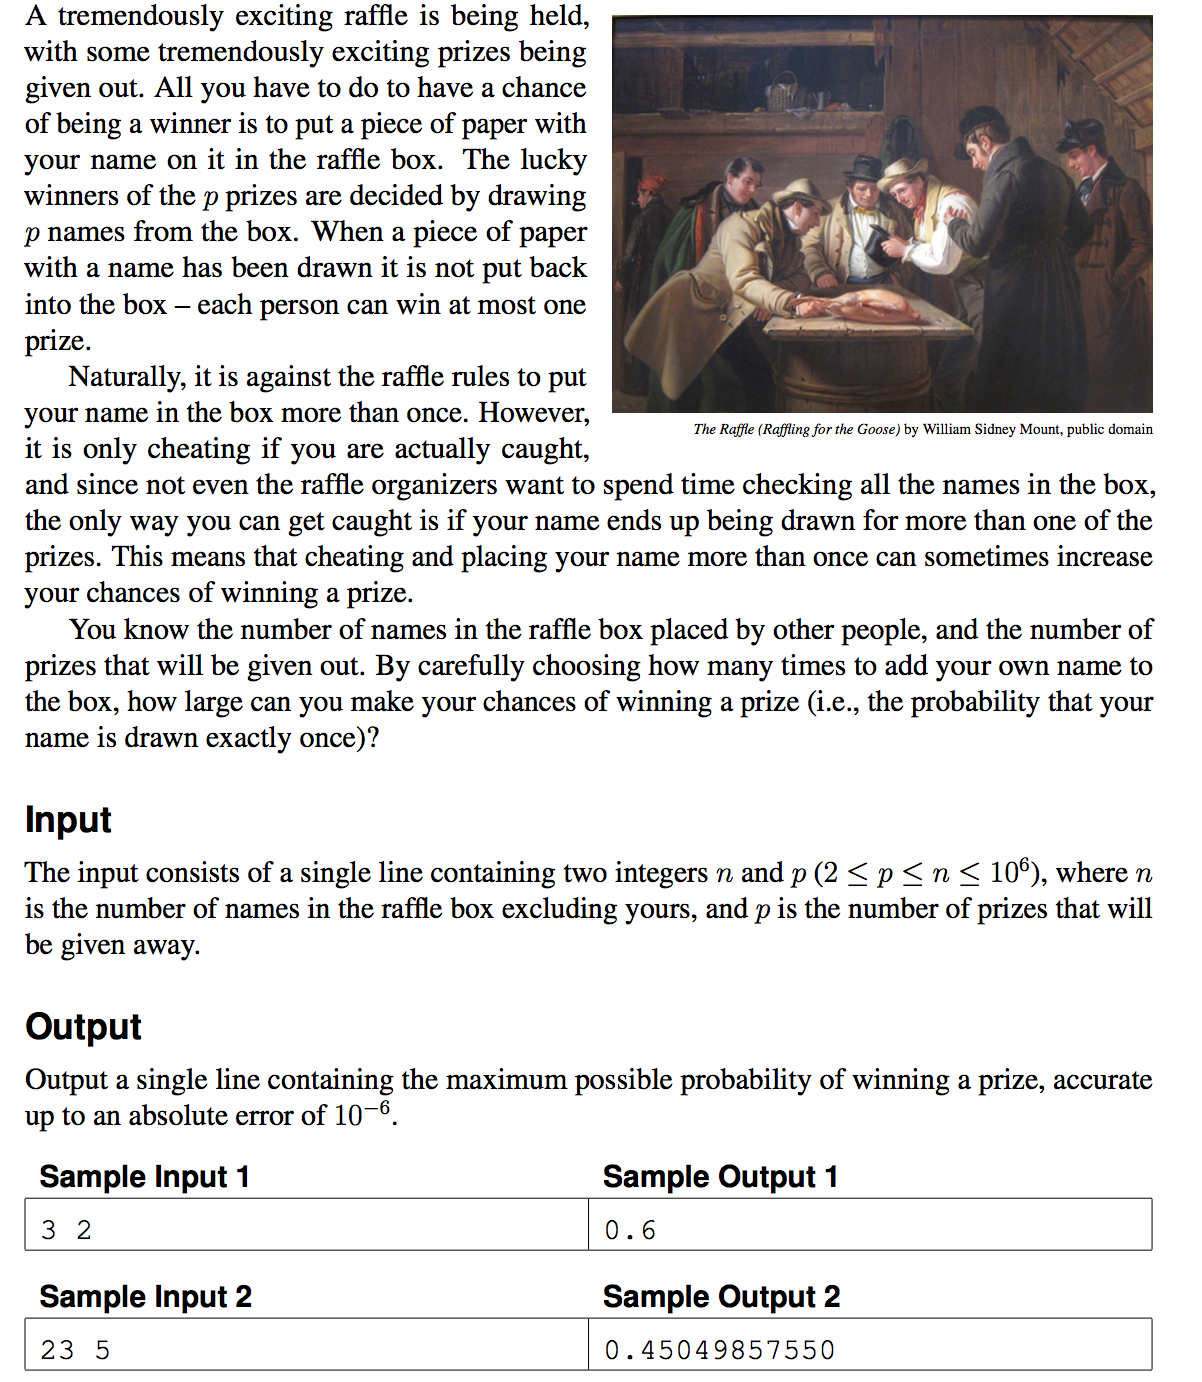 A tremendously exciting raffle is being held,
with some tremendously exciting prizes being
given out. All you have to do to have a chance
of being a winner is to put a piece of paper with
your name on it in the raffle box. The lucky
winners of the p prizes are decided by drawing
p names from the box. When a piece of paper
with a name has been drawn it is not put back
into the box – each person can win at most one
prize.
Naturally, it is against the raffle rules to put
your name in the box more than once. However,
it is only cheating if you are actually caught,
The Raffle (Raffling for the Goose) by William Sidney Mount, public domain
and since not even the raffle organizers want to spend time checking all the names in the box,
the only way you can get caught is if your name ends up being drawn for more than one of the
prizes. This means that cheating and placing your name more than once can sometimes increase
your chances of winning a prize.
You know the number of names in the raffle box placed by other people, and the number of
prizes that will be given out. By carefully choosing how many times to add your own name to
the box, how large can you make your chances of winning a prize (i.e., the probability that your
name is drawn exactly once)?
Input
The input consists of a single line containing two integers n and p (2 ≤ p ≤ n ≤ 10⁶), where n
is the number of names in the raffle box excluding yours, and p is the number of prizes that will
be given away.
Output
Output a single line containing the maximum possible probability of winning a prize, accurate
up to an absolute error of 10⁻⁶.
Sample Input 1 Sample Output 1
3 2 0.6
Sample Input 2 Sample Output 2
23 5 0.45049857550